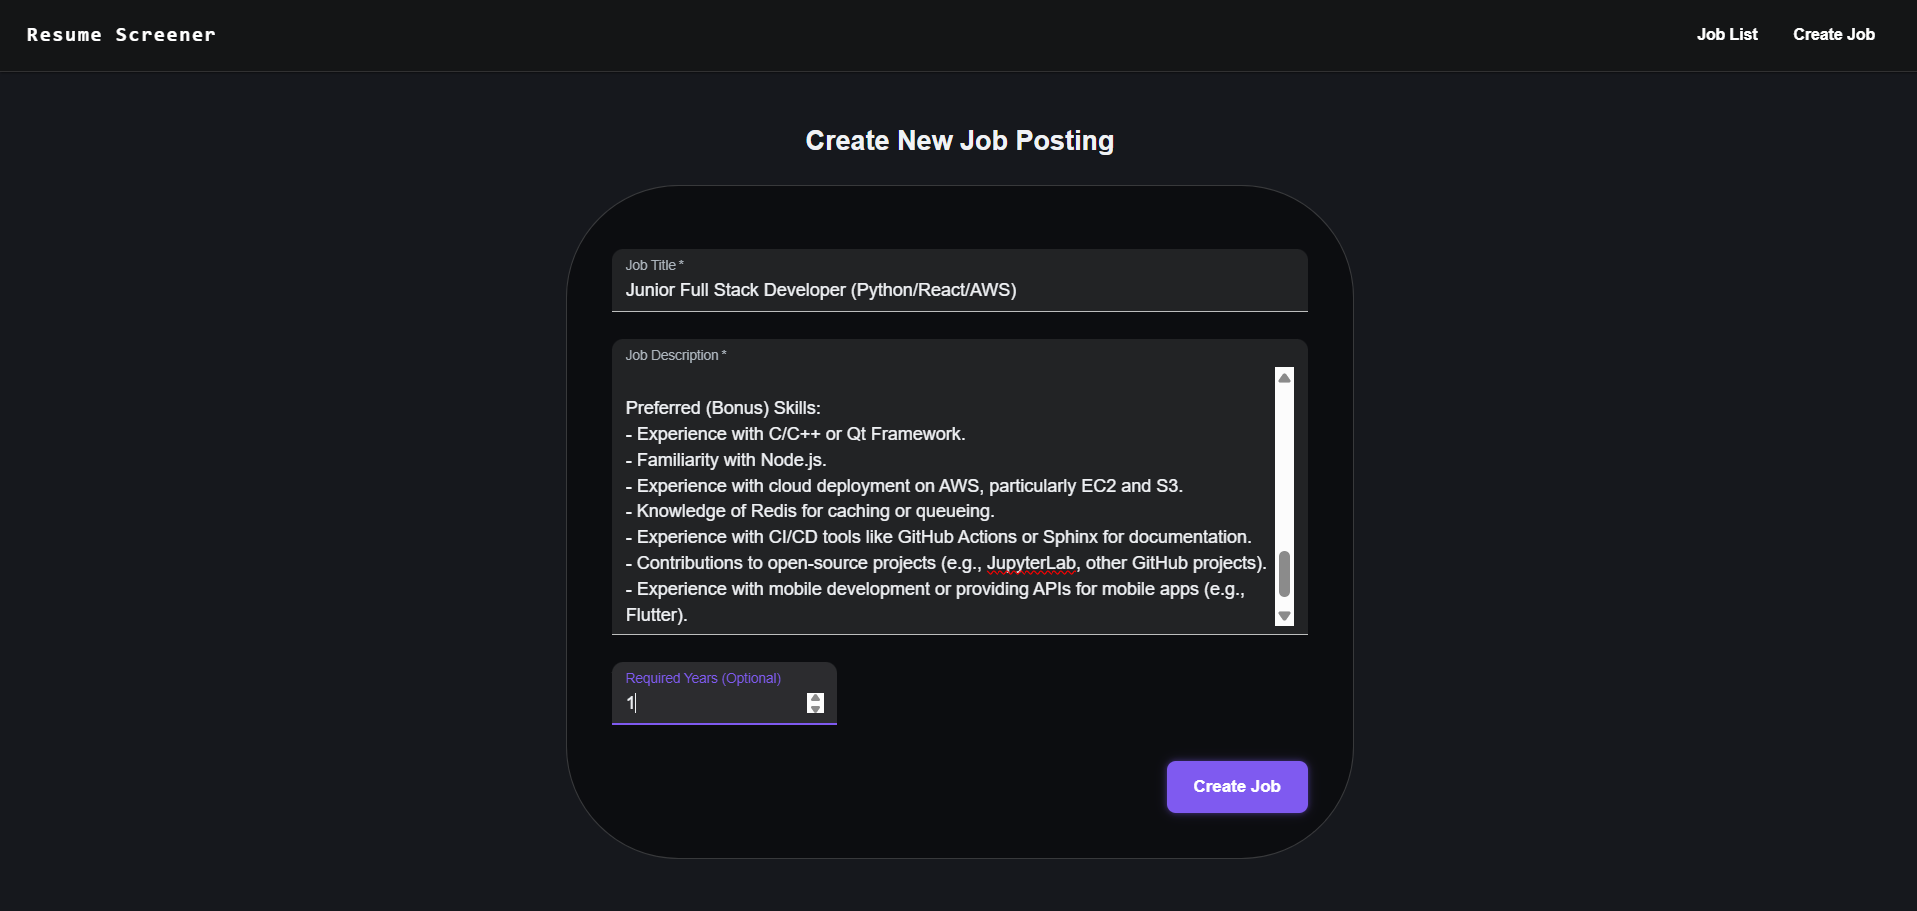 Resume Screener
Job List
Create Job
Create New Job Posting
Job Title *
Junior Full Stack Developer (Python/React/AWS)
Job Description *
Preferred (Bonus) Skills:
- Experience with C/C++ or Qt Framework.
- Familiarity with Node.js.
- Experience with cloud deployment on AWS, particularly EC2 and S3.
- Knowledge of Redis for caching or queueing.
- Experience with CI/CD tools like GitHub Actions or Sphinx for documentation.
- Contributions to open-source projects (e.g., JupyterLab, other GitHub projects).
- Experience with mobile development or providing APIs for mobile apps (e.g.,
Flutter).
Required Years (Optional)
1
Create Job